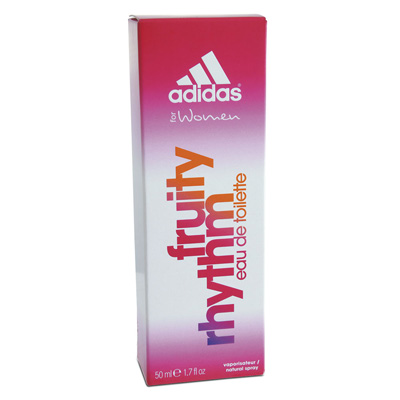 adidas
for Women
fruity
rhythm
eau de toilette
vaporisateur /
natural spray
50 ml ℮ 1,7 fl oz